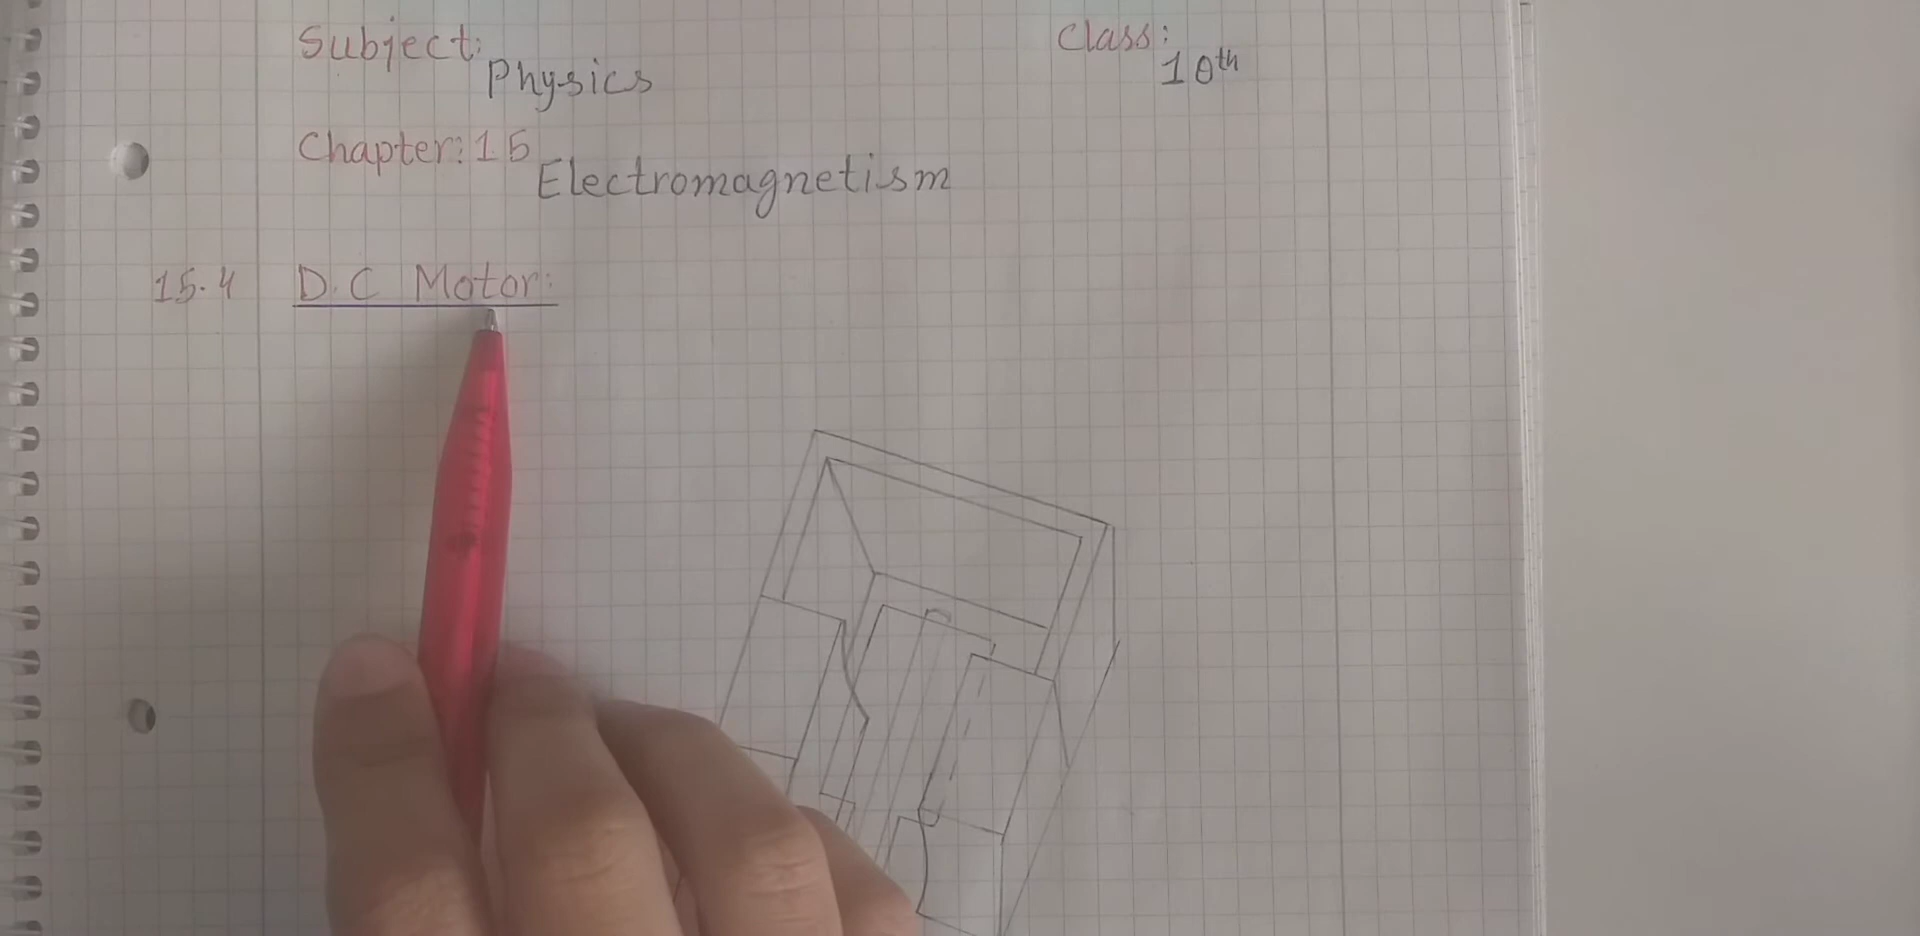 Subject:
Physics
Class:
10th
Chapter: 15
Electromagnetism
15.4 D.C Motor: